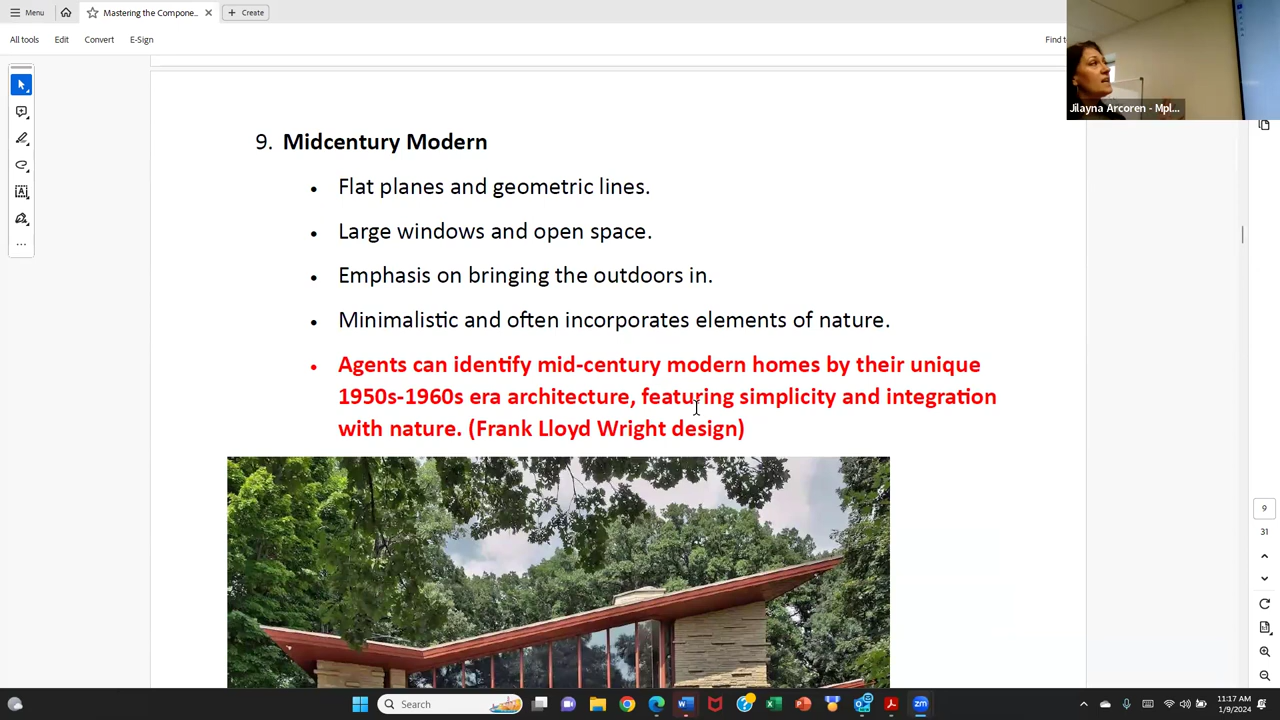 Menu
Mastering the Compone...
Create
All tools
Edit
Convert
E-Sign
Find
Jilayna Arcoren - Mpl...
9. Midcentury Modern
• Flat planes and geometric lines.
• Large windows and open space.
• Emphasis on bringing the outdoors in.
• Minimalistic and often incorporates elements of nature.
• Agents can identify mid-century modern homes by their unique
1950s-1960s era architecture, featuring simplicity and integration
with nature. (Frank Lloyd Wright design)
9
31
Search
11:17 AM
1/9/2024